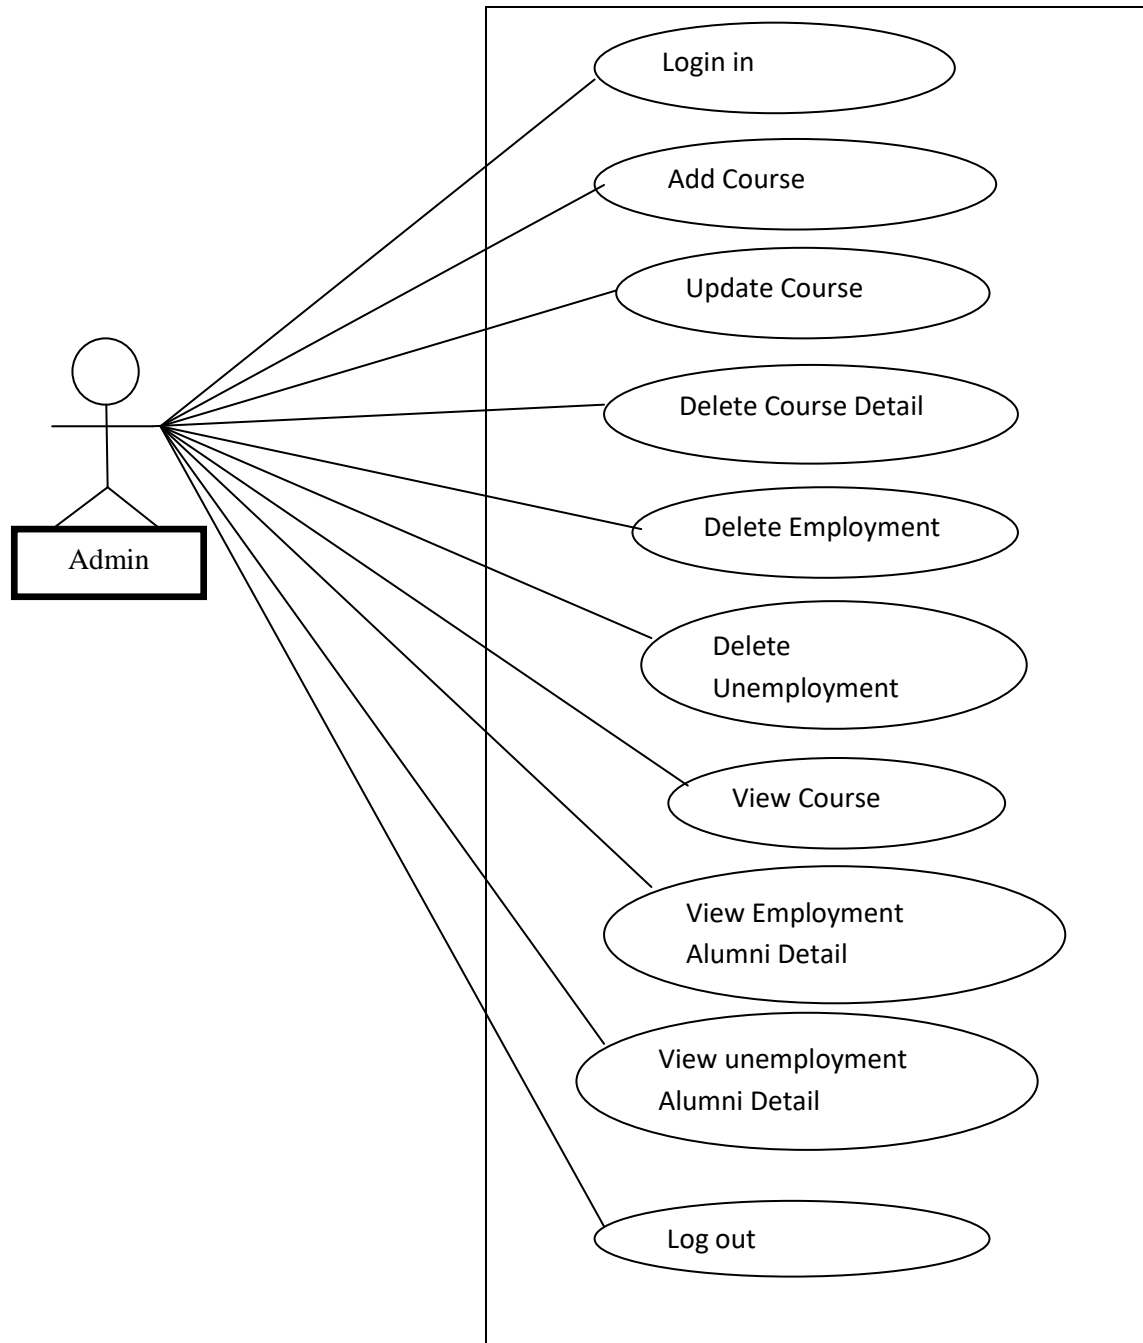 Login in
Add Course
Update Course
Delete Course Detail
Delete Employment
Admin
Delete
Unemployment
View Course
View Employment
Alumni Detail
View unemployment
Alumni Detail
Log out